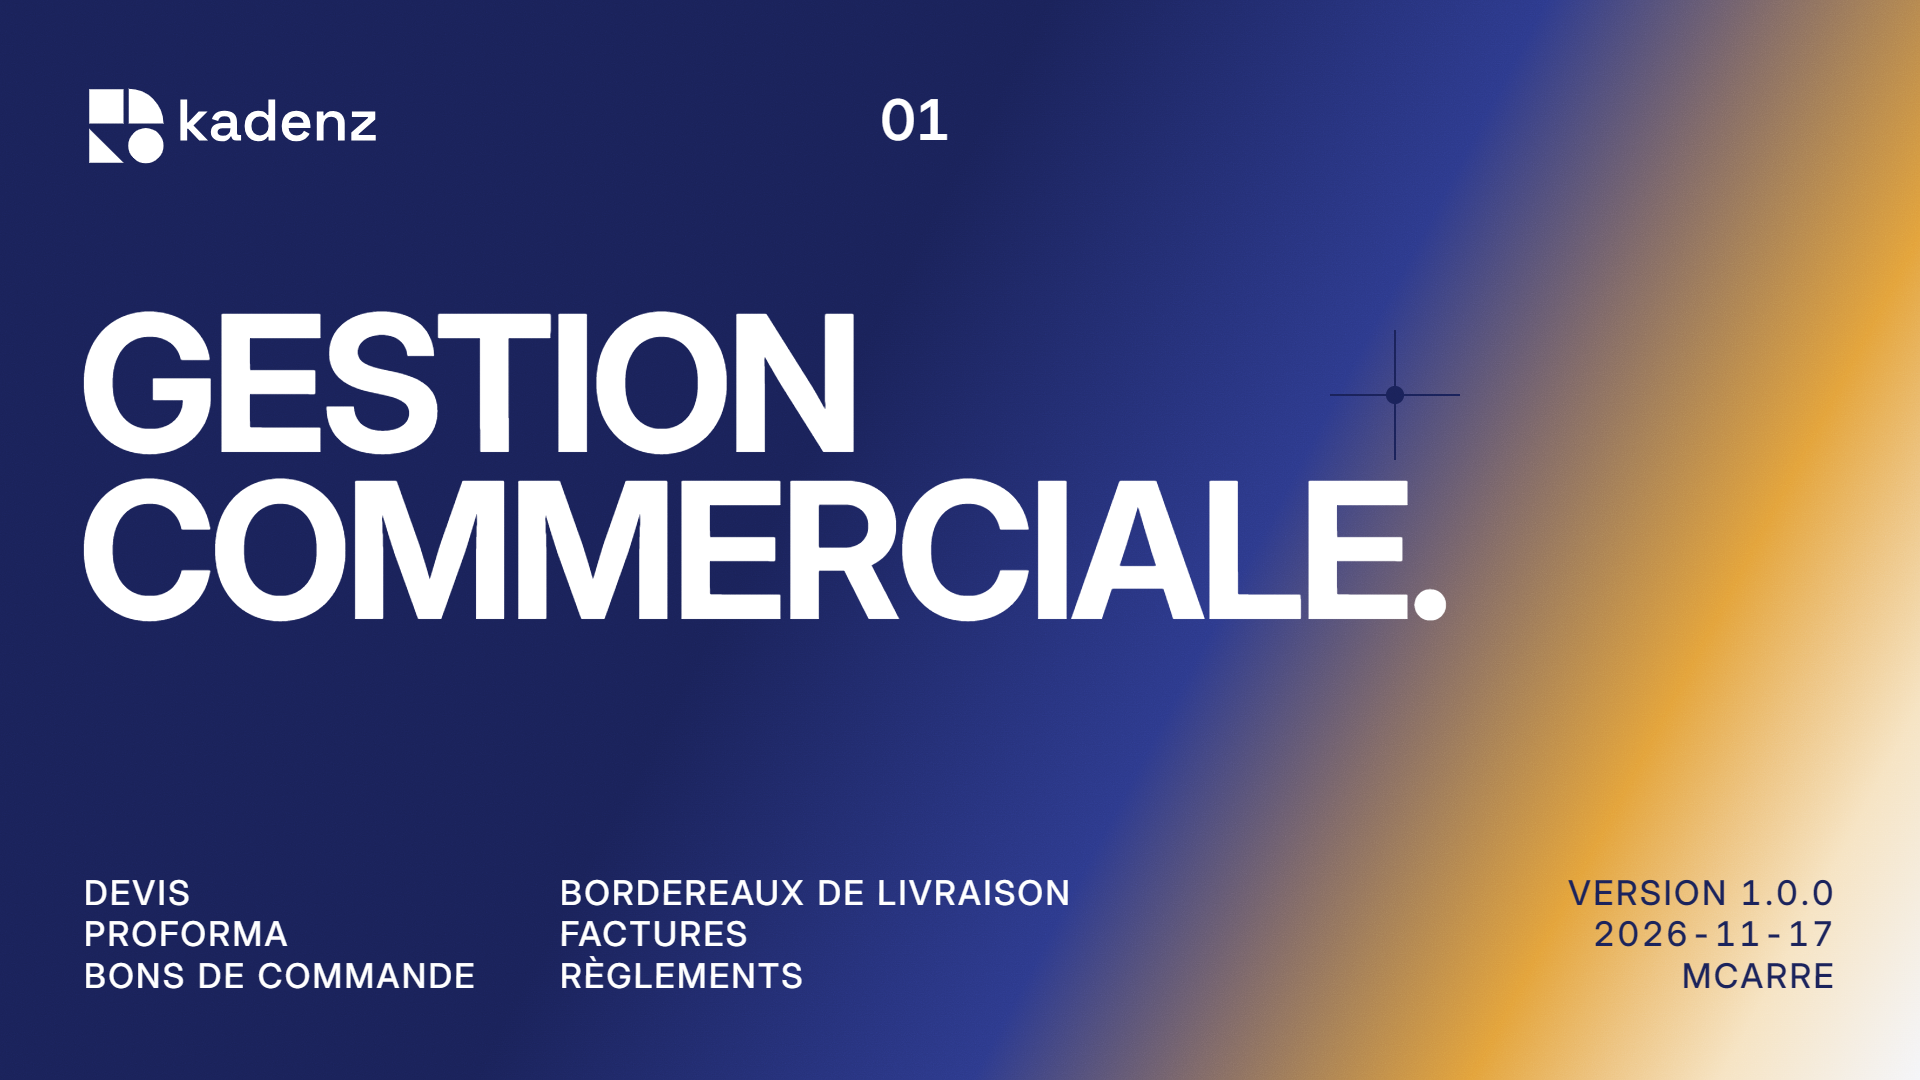 kadenz
01
GESTION
COMMERCIALE.
DEVIS
PROFORMA
BONS DE COMMANDE
BORDEREAUX DE LIVRAISON
FACTURES
RÈGLEMENTS
VERSION 1.0.0
2026-11-17
MCARRE